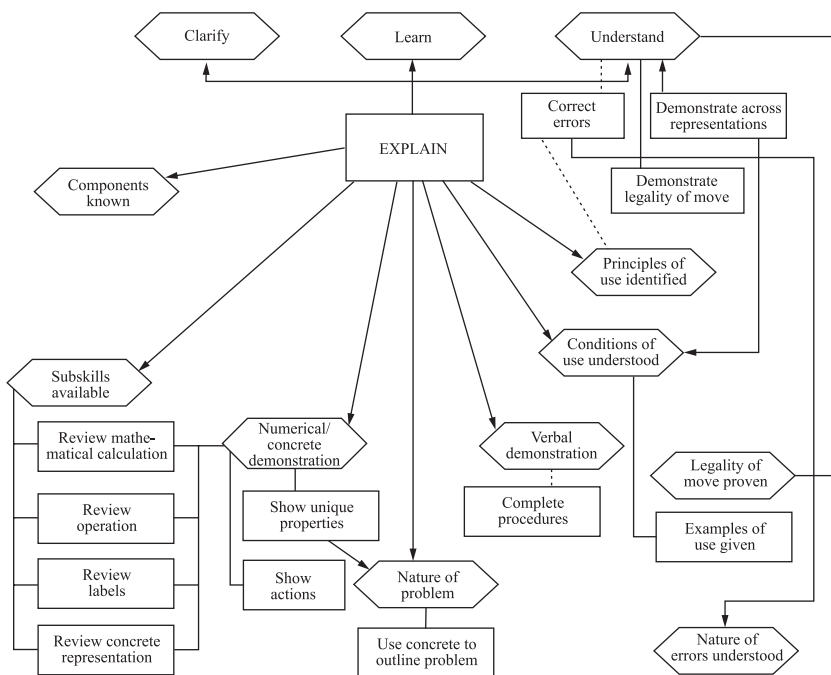 Clarify
Learn
Understand
Correct
errors
Demonstrate across
representations
EXPLAIN
Components
known
Demonstrate
legality of move
Principles of
use identified
Conditions of
use understood
Subskills
available
Review mathe-
matical calculation
Numerical/
concrete
demonstration
Verbal
demonstration
Legality of
move proven
Review
operation
Show unique
properties
Complete
procedures
Examples of
use given
Review
labels
Show
actions
Nature of
problem
Review concrete
representation
Use concrete to
outline problem
Nature of
errors understood